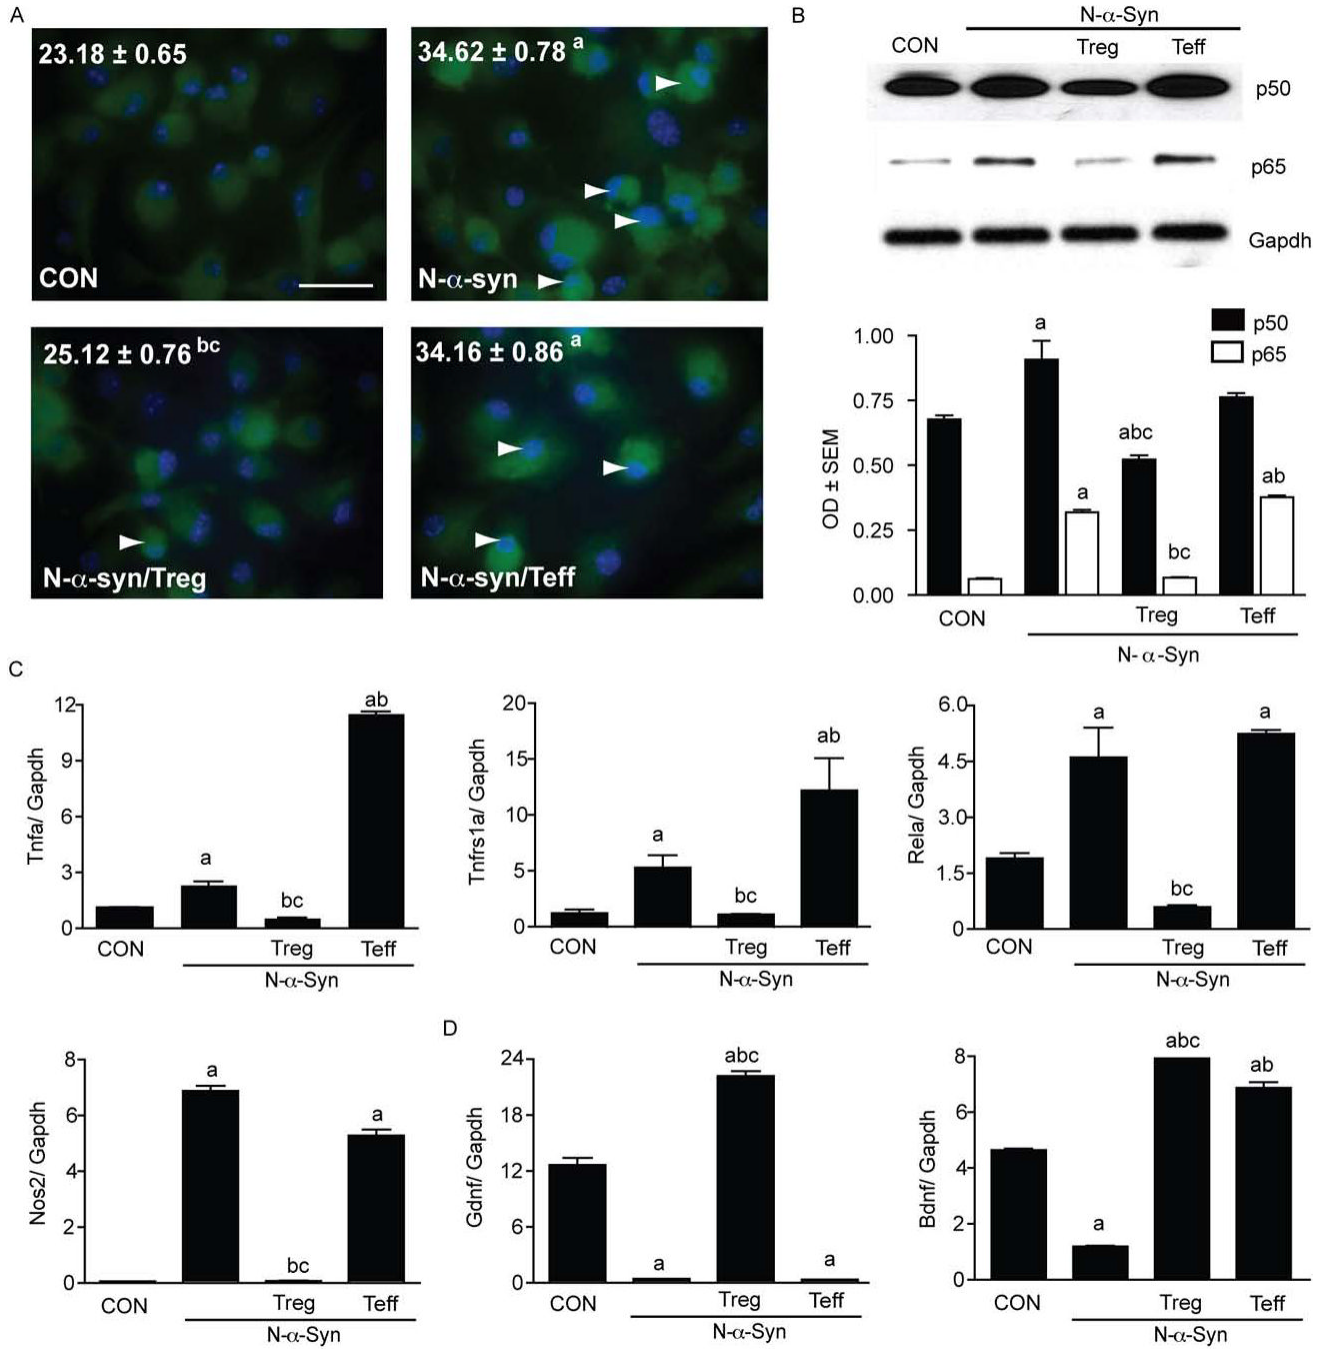 A
23.18 ± 0.65
CON
34.62 ± 0.78 a
N-α-syn
25.12 ± 0.76 bc
N-α-syn/Treg
34.16 ± 0.86 a
N-α-syn/Teff
B
N-α-Syn
CON Treg Teff
p50
p65
Gapdh
p50
p65
OD ± SEM
1.00
0.75
0.50
0.25
0.00
a
a
abc
bc
ab
CON Treg Teff
N-α-Syn
C
Tnfa/ Gapdh
12
9
6
3
0
a
bc
ab
CON Treg Teff
N-α-Syn
Tnfrs1a/ Gapdh
20
15
10
5
0
a
bc
ab
CON Treg Teff
N-α-Syn
Rela/ Gapdh
6.0
4.5
3.0
1.5
0
a
bc
a
CON Treg Teff
N-α-Syn
Nos2/ Gapdh
8
6
4
2
0
a
bc
a
CON Treg Teff
N-α-Syn
D
Gdnf/ Gapdh
24
18
12
6
0
a
abc
a
CON Treg Teff
N-α-Syn
Bdnf/ Gapdh
8
6
4
2
0
a
abc
ab
CON Treg Teff
N-α-Syn